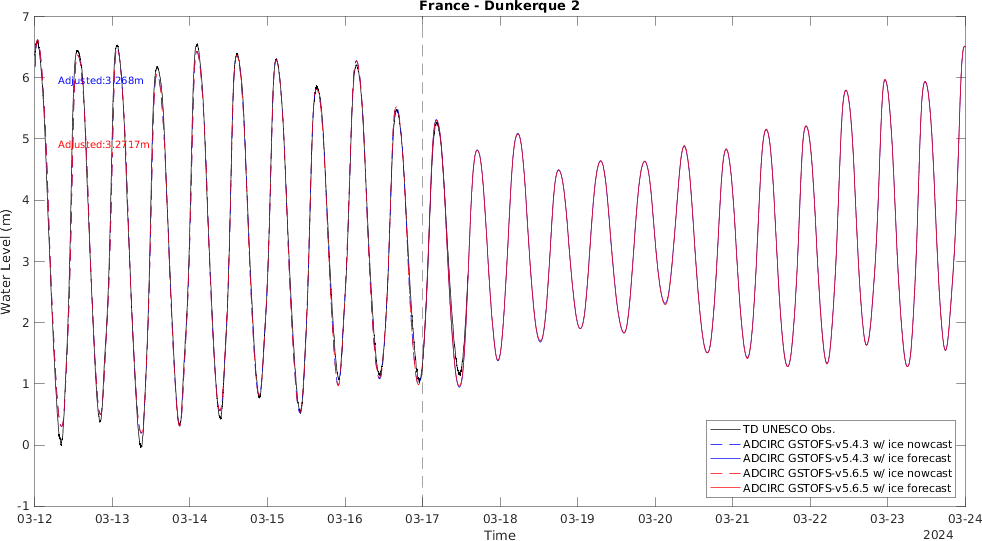 France - Dunkerque 2
7
6
5
4
3
2
1
0
-1
Water Level (m)
Adjusted:3.268m
Adjusted:3.2717m
TD UNESCO Obs.
ADCIRC GSTOFS-v5.4.3 w/ ice nowcast
ADCIRC GSTOFS-v5.4.3 w/ ice forecast
ADCIRC GSTOFS-v5.6.5 w/ ice nowcast
ADCIRC GSTOFS-v5.6.5 w/ ice forecast
03-12 03-13 03-14 03-15 03-16 03-17 03-18 03-19 03-20 03-21 03-22 03-23 03-24
Time
2024